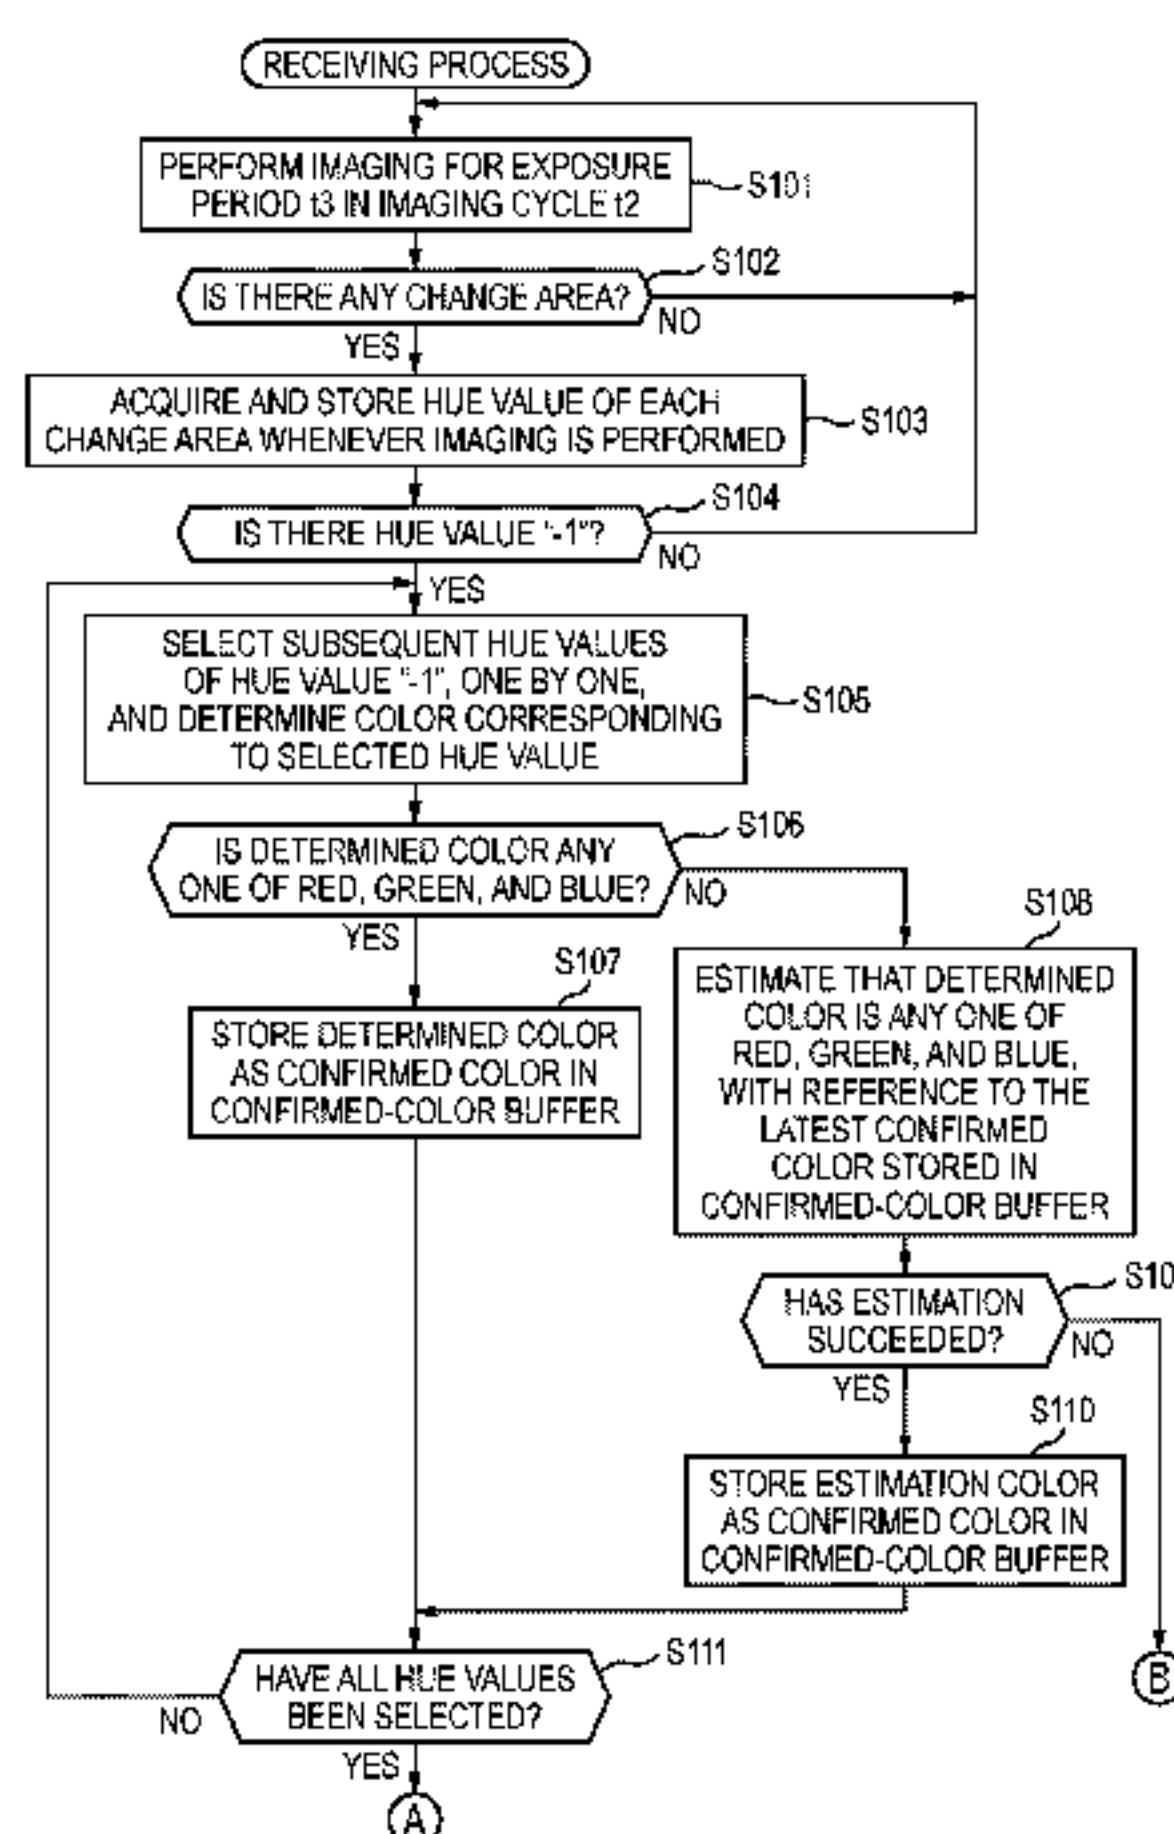 RECEIVING PROCESS
PERFORM IMAGING FOR EXPOSURE
PERIOD t3 IN IMAGING CYCLE t2
S101
IS THERE ANY CHANGE AREA?
S102
NO
YES
ACQUIRE AND STORE HUE VALUE OF EACH
CHANGE AREA WHENEVER IMAGING IS PERFORMED
S103
IS THERE HUE VALUE "-1"?
S104
NO
YES
SELECT SUBSEQUENT HUE VALUES
OF HUE VALUE "-1", ONE BY ONE,
AND DETERMINE COLOR CORRESPONDING
TO SELECTED HUE VALUE
S105
IS DETERMINED COLOR ANY
ONE OF RED, GREEN, AND BLUE?
S106
NO
YES
S107
STORE DETERMINED COLOR
AS CONFIRMED COLOR IN
CONFIRMED-COLOR BUFFER
S108
ESTIMATE THAT DETERMINED
COLOR IS ANY ONE OF
RED, GREEN, AND BLUE,
WITH REFERENCE TO THE
LATEST CONFIRMED
COLOR STORED IN
CONFIRMED-COLOR BUFFER
HAS ESTIMATION
SUCCEEDED?
S10
NO
YES
S110
STORE ESTIMATION COLOR
AS CONFIRMED COLOR IN
CONFIRMED-COLOR BUFFER
HAVE ALL HUE VALUES
BEEN SELECTED?
S111
NO
YES
B
A